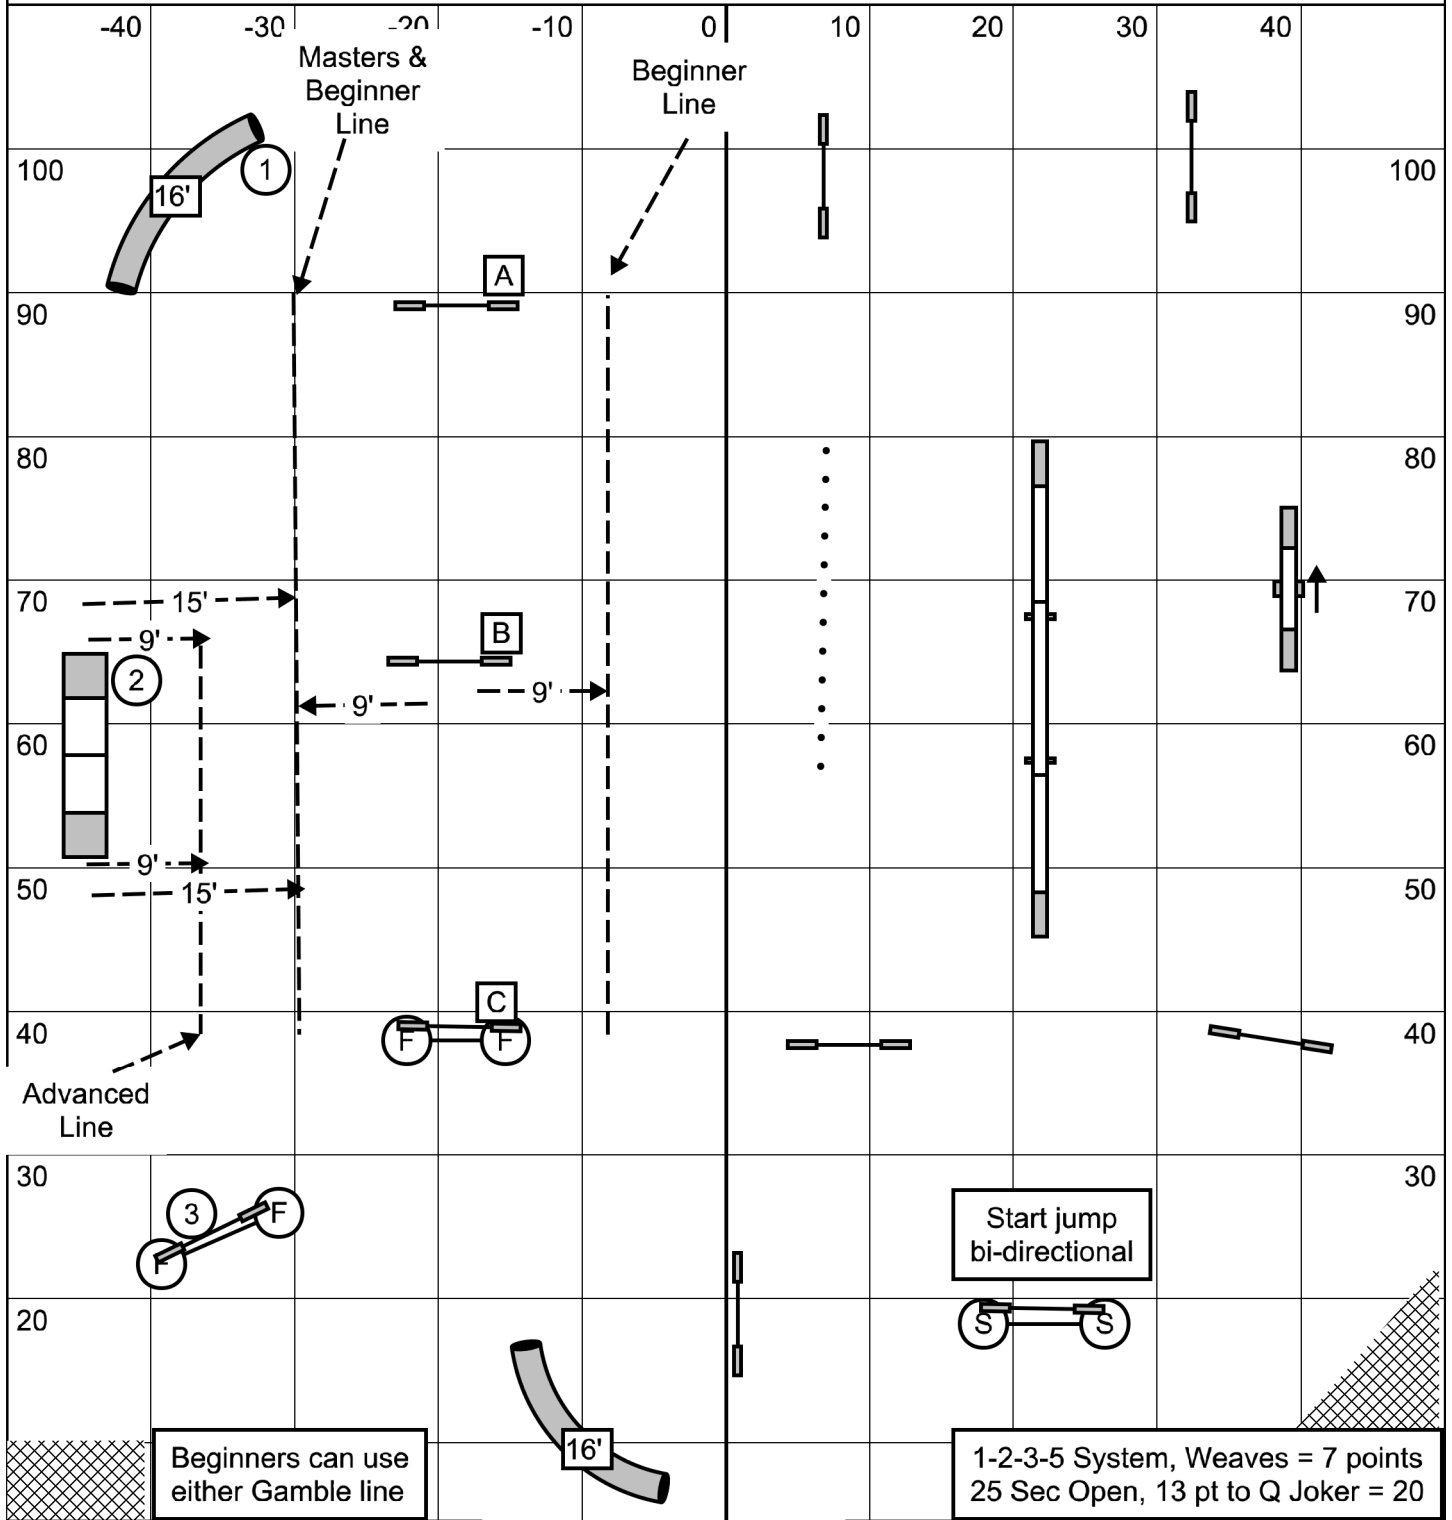 -40 -30 -20 -10 0 10 20 30 40
Masters &
Beginner
Line
Beginner
Line
100 1 100
16'
A
90 90
80 80
70 15' 70
9' B
2
9' 9'
60 60
9'
50 15' 50
C
40 F F 40
Advanced
Line
30 30
3 F
F
Start jump
bi-directional
20 S S
16'
Beginners can use
either Gamble line
1-2-3-5 System, Weaves = 7 points
25 Sec Open, 13 pt to Q Joker = 20